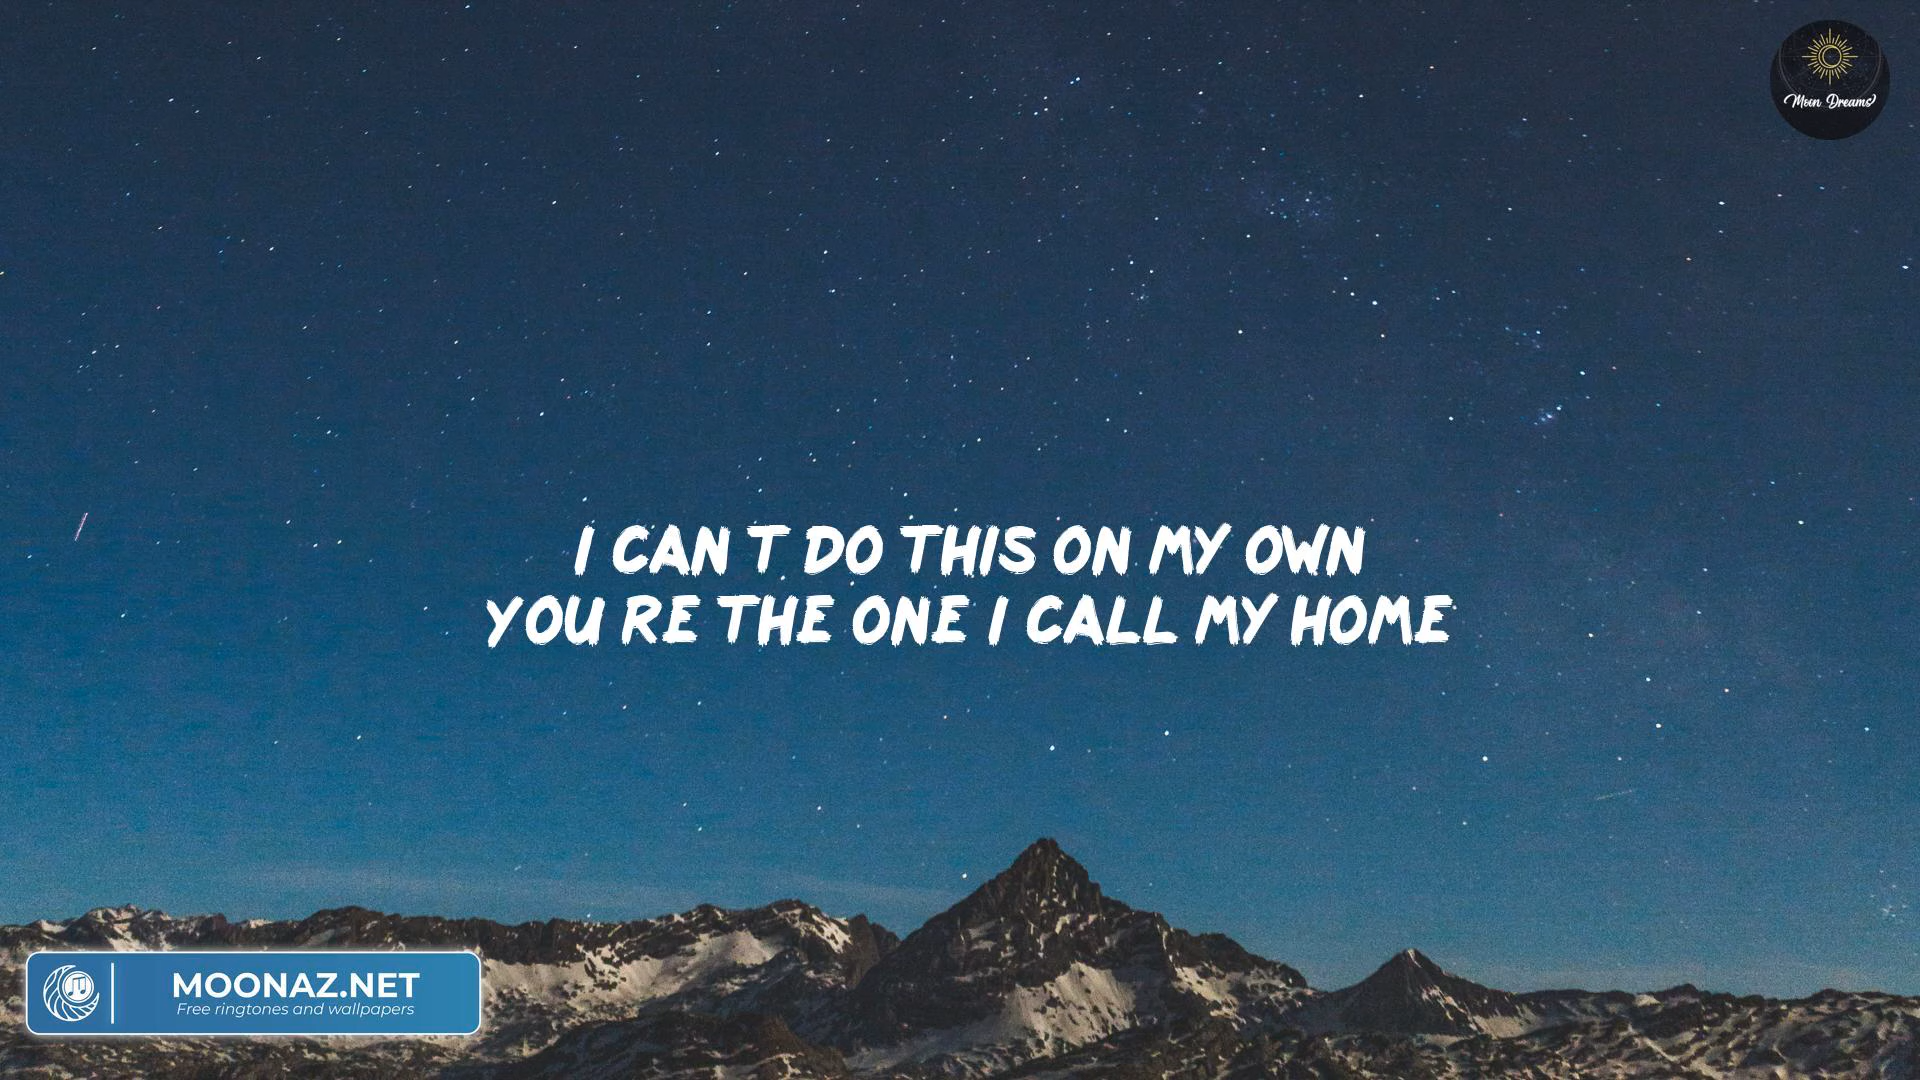 Moon Dreams
I CAN T DO THIS ON MY OWN
YOU RE THE ONE I CALL MY HOME
MOONAZ.NET
Free ringtones and wallpapers